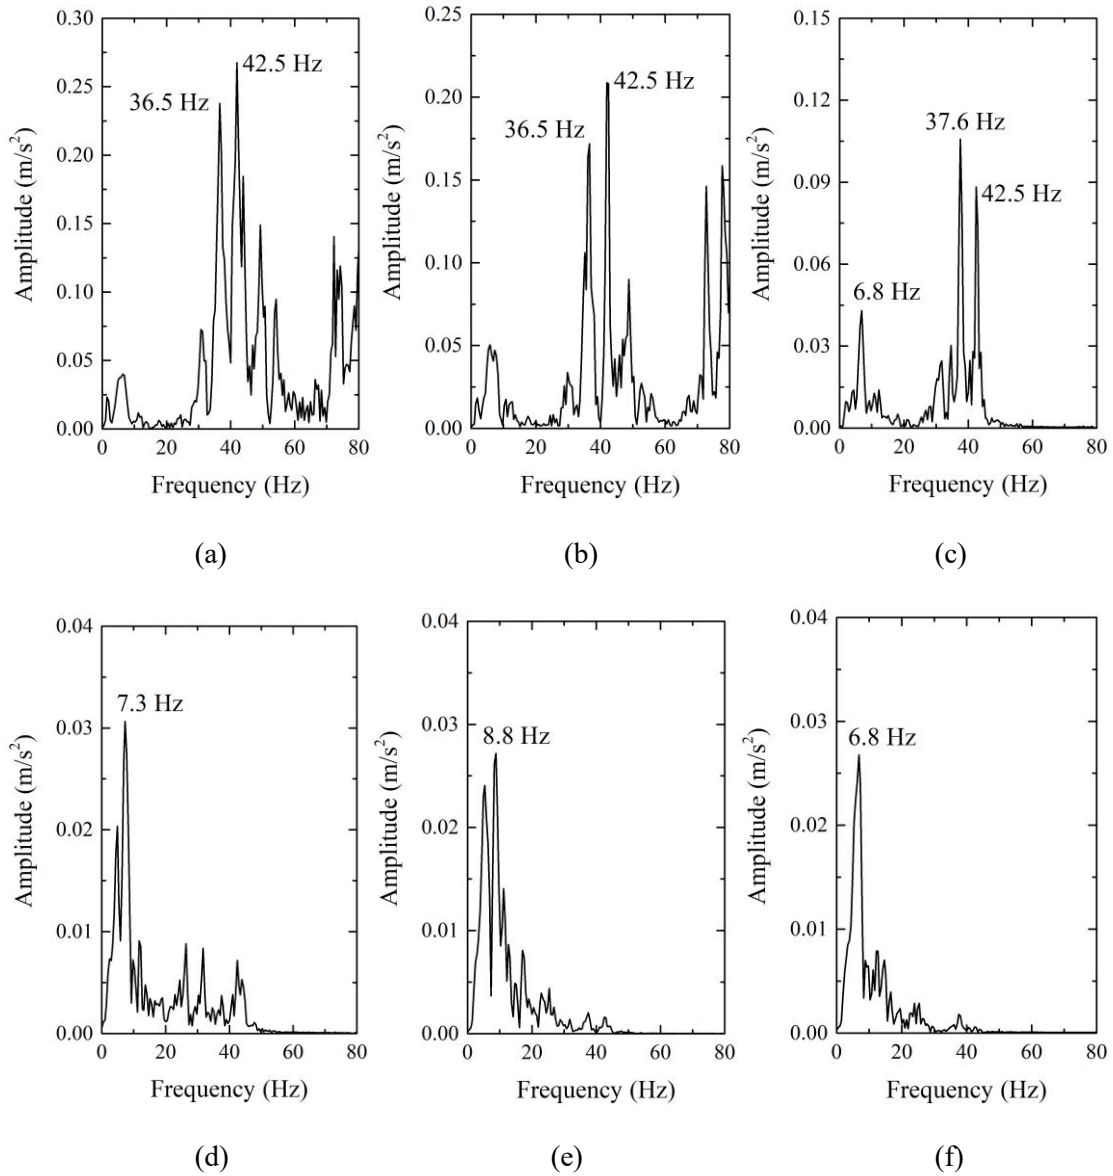 0.30
0.25
0.20
0.15
0.10
0.05
0.00
0 20 40 60 80
Amplitude (m/s²)
Frequency (Hz)
36.5 Hz
42.5 Hz
(a)
0.25
0.20
0.15
0.10
0.05
0.00
0 20 40 60 80
Amplitude (m/s²)
Frequency (Hz)
36.5 Hz
42.5 Hz
(b)
0.15
0.12
0.09
0.06
0.03
0.00
0 20 40 60 80
Amplitude (m/s²)
Frequency (Hz)
37.6 Hz
42.5 Hz
6.8 Hz
(c)
0.04
0.03
0.02
0.01
0.00
0 20 40 60 80
Amplitude (m/s²)
Frequency (Hz)
7.3 Hz
(d)
0.04
0.03
0.02
0.01
0.00
0 20 40 60 80
Amplitude (m/s²)
Frequency (Hz)
8.8 Hz
(e)
0.04
0.03
0.02
0.01
0.00
0 20 40 60 80
Amplitude (m/s²)
Frequency (Hz)
6.8 Hz
(f)